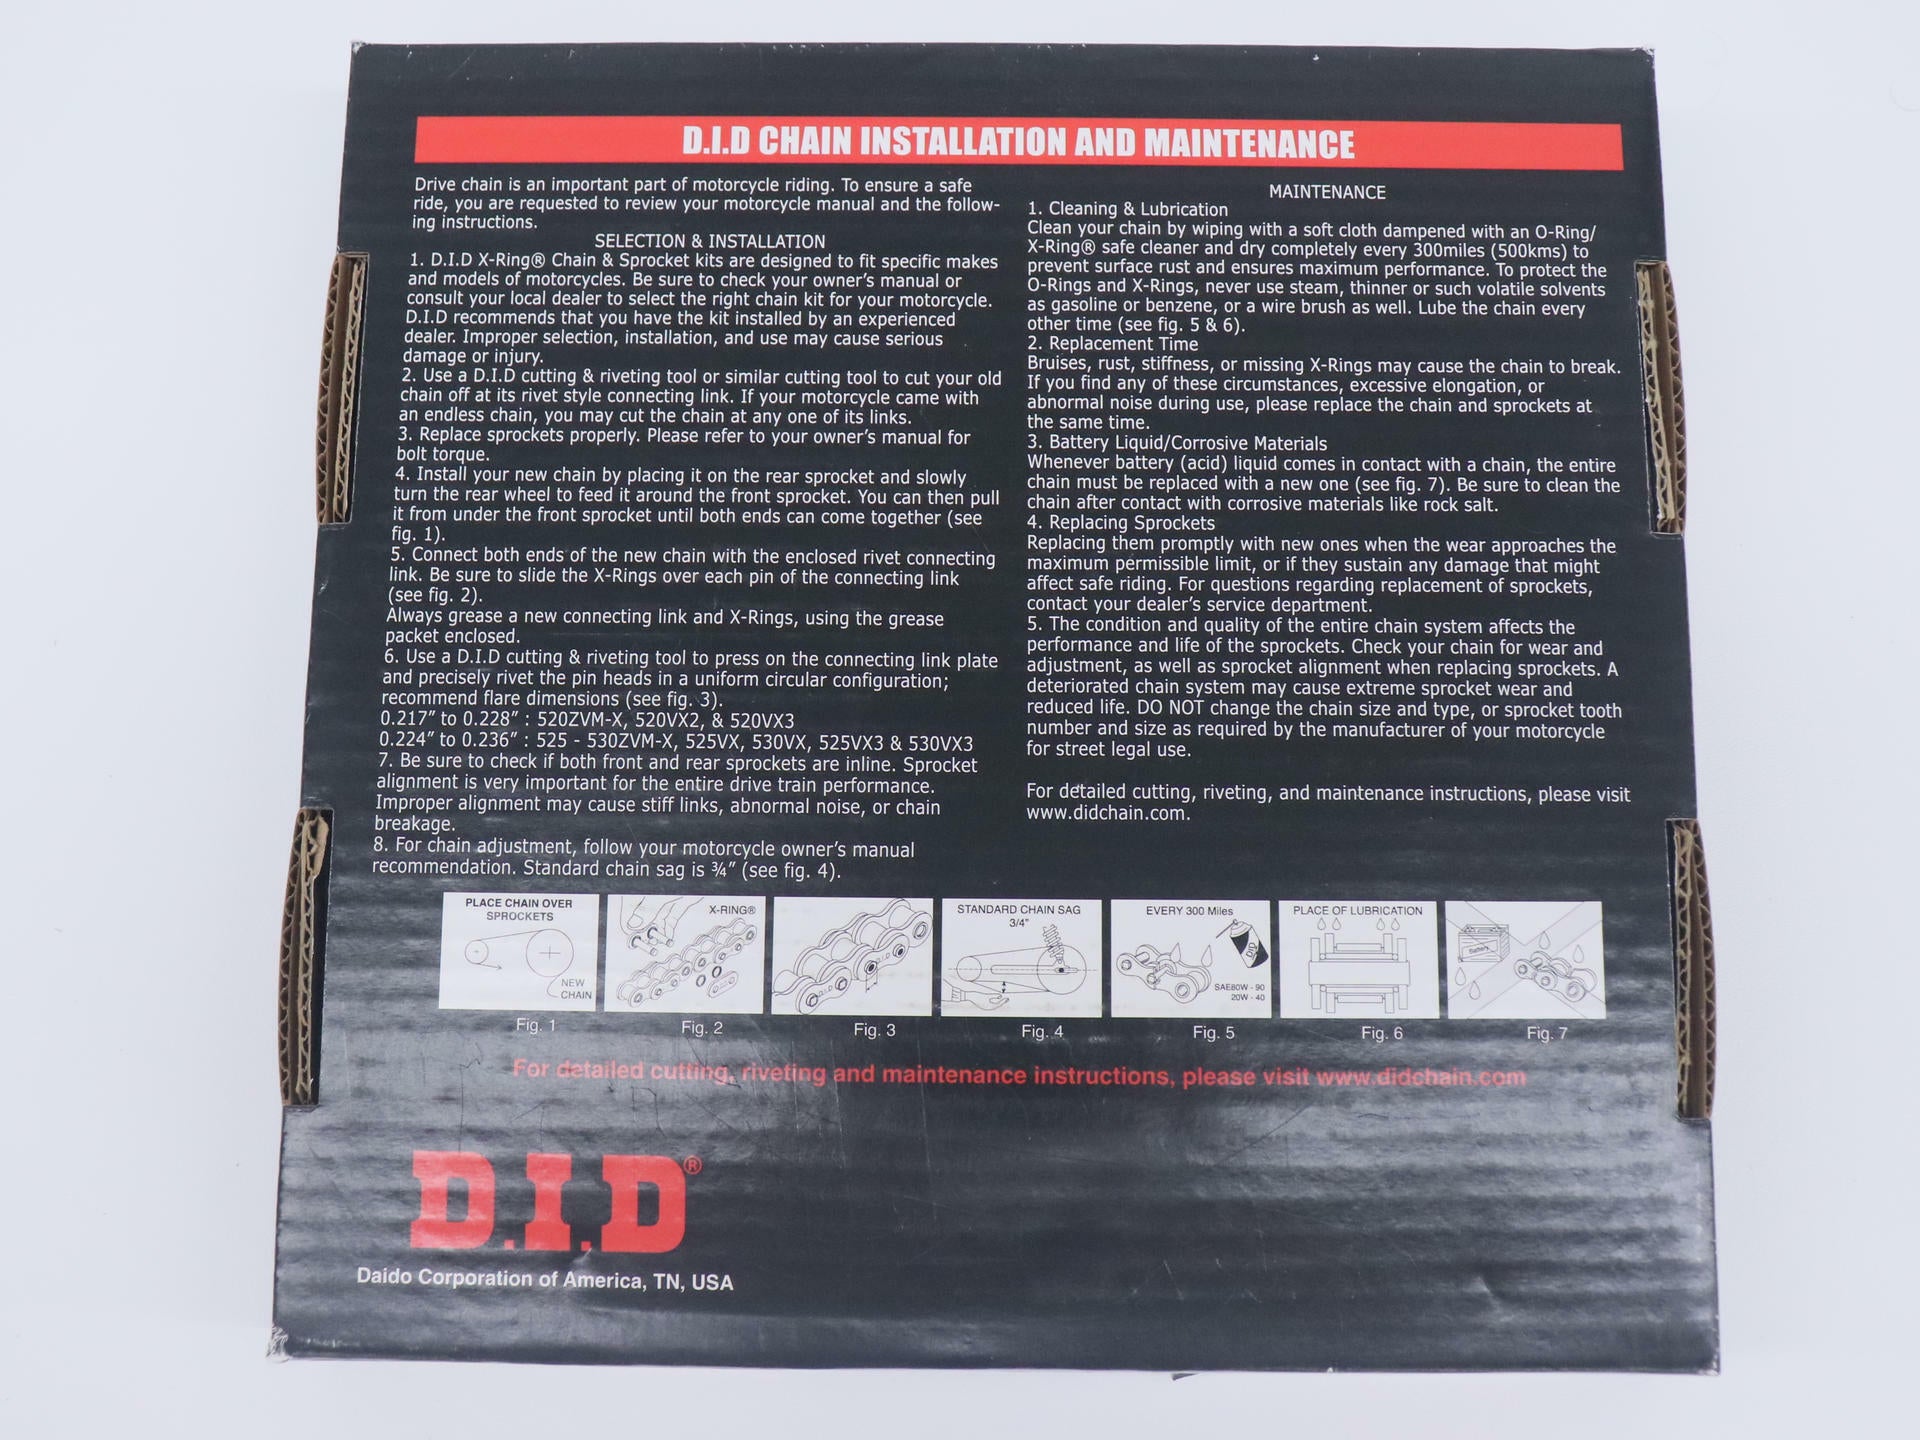 D.I.D CHAIN INSTALLATION AND MAINTENANCE
Drive chain is an important part of motorcycle riding. To ensure a safe
ride, you are requested to review your motorcycle manual and the follow-
ing instructions.
SELECTION & INSTALLATION
1. D.I.D X-Ring® Chain & Sprocket kits are designed to fit specific makes
and models of motorcycles. Be sure to check your owner's manual or
consult your local dealer to select the right chain kit for your motorcycle.
D.I.D recommends that you have the kit installed by an experienced
dealer. Improper selection, installation, and use may cause serious
damage or injury.
2. Use a D.I.D cutting & riveting tool or similar cutting tool to cut your old
chain off at its rivet style connecting link. If your motorcycle came with
an endless chain, you may cut the chain at any one of its links.
3. Replace sprockets properly. Please refer to your owner's manual for
bolt torque.
4. Install your new chain by placing it on the rear sprocket and slowly
turn the rear wheel to feed it around the front sprocket. You can then pull
it from under the front sprocket until both ends can come together (see
fig. 1).
5. Connect both ends of the new chain with the enclosed rivet connecting
link. Be sure to slide the X-Rings over each pin of the connecting link
(see fig. 2).
Always grease a new connecting link and X-Rings, using the grease
packet enclosed.
6. Use a D.I.D cutting & riveting tool to press on the connecting link plate
and precisely rivet the pin heads in a uniform circular configuration;
recommend flare dimensions (see fig. 3).
0.217" to 0.228" : 520ZVM-X, 520VX2, & 520VX3
0.224" to 0.236" : 525 - 530ZVM-X, 525VX, 530VX, 525VX3 & 530VX3
7. Be sure to check if both front and rear sprockets are inline. Sprocket
alignment is very important for the entire drive train performance.
Improper alignment may cause stiff links, abnormal noise, or chain
breakage.
8. For chain adjustment, follow your motorcycle owner's manual
recommendation. Standard chain sag is ¾" (see fig. 4).
MAINTENANCE
1. Cleaning & Lubrication
Clean your chain by wiping with a soft cloth dampened with an O-Ring/
X-Ring® safe cleaner and dry completely every 300miles (500kms) to
prevent surface rust and ensures maximum performance. To protect the
O-Rings and X-Rings, never use steam, thinner or such volatile solvents
as gasoline or benzene, or a wire brush as well. Lube the chain every
other time (see fig. 5 & 6).
2. Replacement Time
Bruises, rust, stiffness, or missing X-Rings may cause the chain to break.
If you find any of these circumstances, excessive elongation, or
abnormal noise during use, please replace the chain and sprockets at
the same time.
3. Battery Liquid/Corrosive Materials
Whenever battery (acid) liquid comes in contact with a chain, the entire
chain must be replaced with a new one (see fig. 7). Be sure to clean the
chain after contact with corrosive materials like rock salt.
4. Replacing Sprockets
Replacing them promptly with new ones when the wear approaches the
maximum permissible limit, or if they sustain any damage that might
affect safe riding. For questions regarding replacement of sprockets,
contact your dealer's service department.
5. The condition and quality of the entire chain system affects the
performance and life of the sprockets. Check your chain for wear and
adjustment, as well as sprocket alignment when replacing sprockets. A
deteriorated chain system may cause extreme sprocket wear and
reduced life. DO NOT change the chain size and type, or sprocket tooth
number and size as required by the manufacturer of your motorcycle
for street legal use.
For detailed cutting, riveting, and maintenance instructions, please visit
www.didchain.com.
PLACE CHAIN OVER
SPROCKETS
NEW
CHAIN
Fig. 1
X-RING®
Fig. 2
Fig. 3
STANDARD CHAIN SAG
3/4"
Fig. 4
EVERY 300 Miles
DID
SAE80W - 90
20W - 40
Fig. 5
PLACE OF LUBRICATION
Fig. 6
Battery
Fig. 7
For detailed cutting, riveting and maintenance instructions, please visit www.didchain.com
D.I.D®
Daido Corporation of America, TN, USA